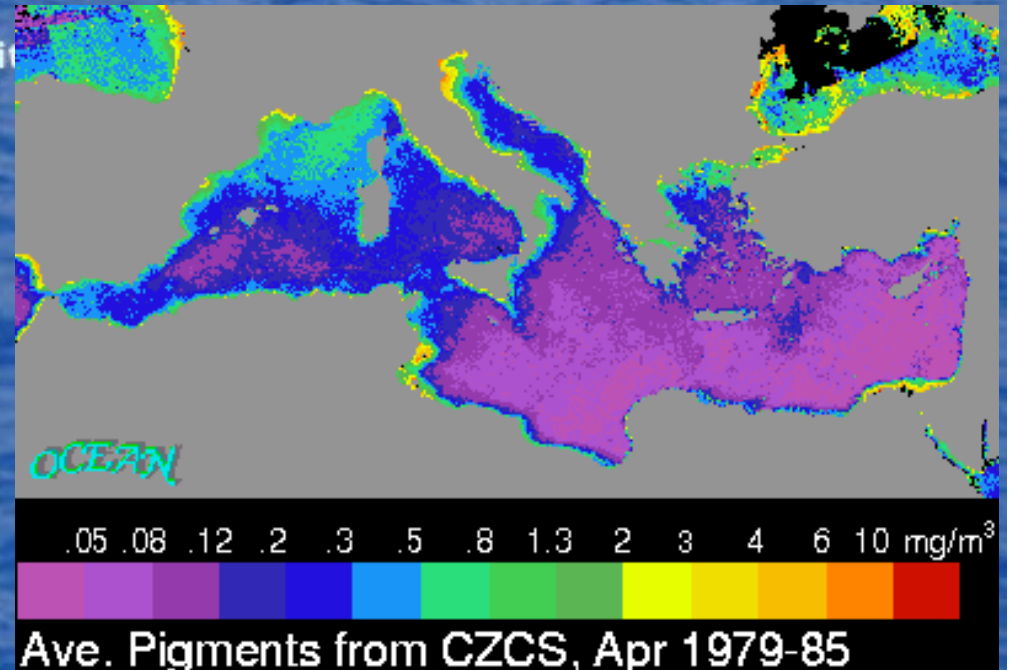 OCEAN
.05 .08 .12 .2 .3 .5 .8 1.3 2 3 4 6 10 mg/m³
Ave. Pigments from CZCS, Apr 1979-85